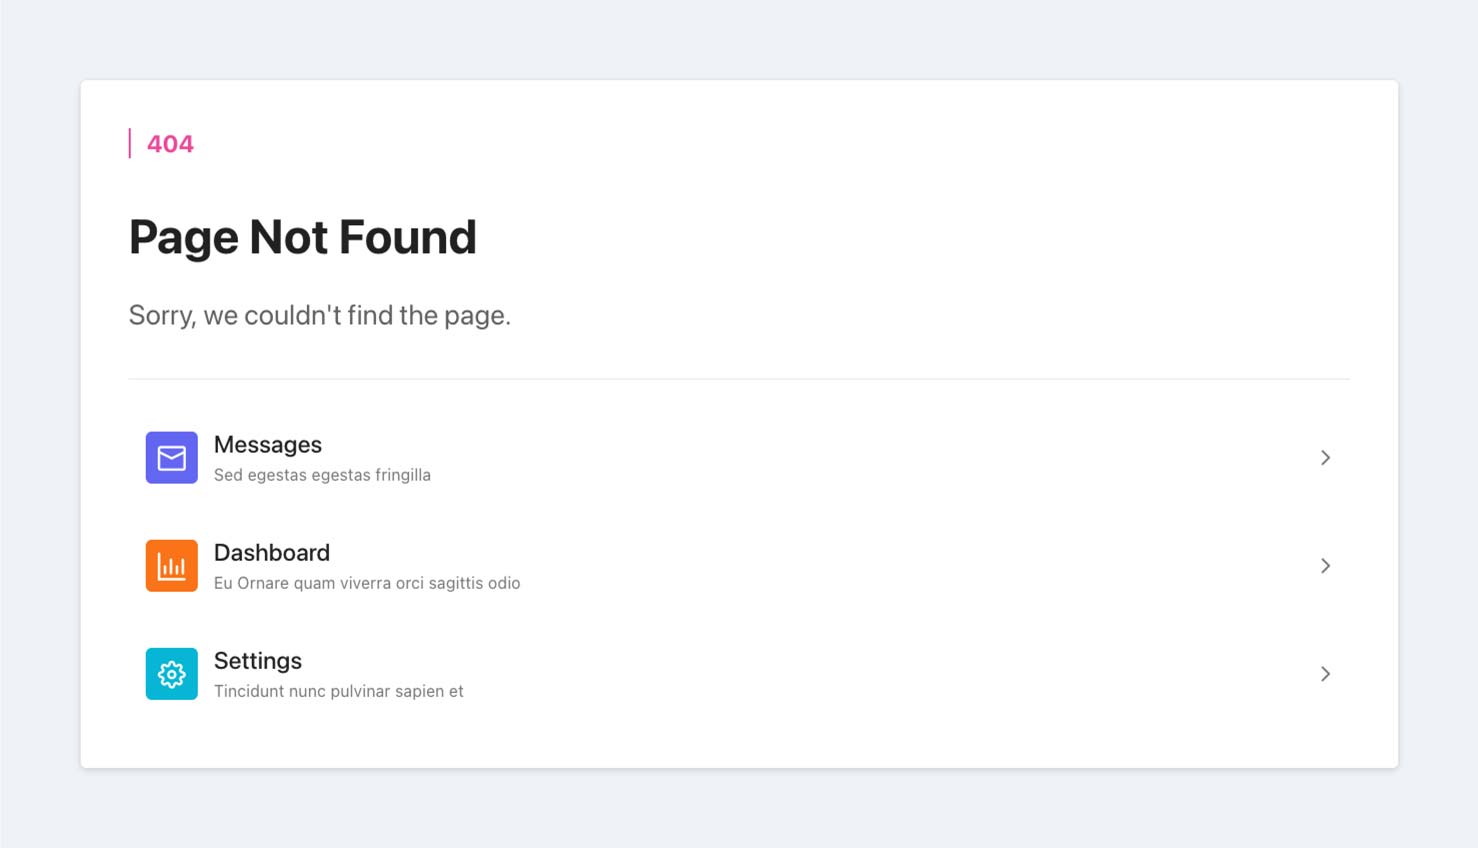 404
Page Not Found
Sorry, we couldn't find the page.
Messages
Sed egestas egestas fringilla
Dashboard
Eu Ornare quam viverra orci sagittis odio
Settings
Tincidunt nunc pulvinar sapien et